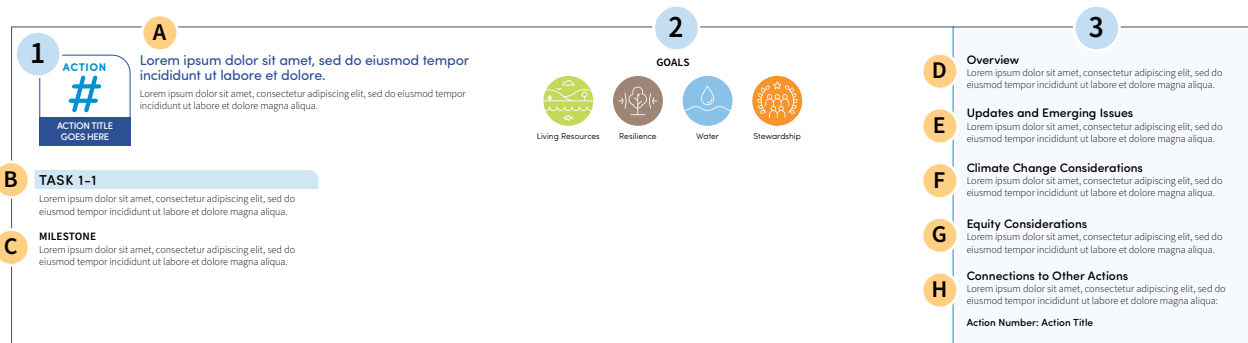 1
A
ACTION
#
ACTION TITLE
GOES HERE
Lorem ipsum dolor sit amet, sed do eiusmod tempor
incididunt ut labore et dolore.
Lorem ipsum dolor sit amet, consectetur adipiscing elit, sed do eiusmod tempor
incididunt ut labore et dolore magna aliqua.
B
TASK 1-1
Lorem ipsum dolor sit amet, consectetur adipiscing elit, sed do
eiusmod tempor incididunt ut labore et dolore magna aliqua.
C
MILESTONE
Lorem ipsum dolor sit amet, consectetur adipiscing elit, sed do
eiusmod tempor incididunt ut labore et dolore magna aliqua.
2
GOALS
Living Resources
Resilience
Water
Stewardship
3
D
Overview
Lorem ipsum dolor sit amet, consectetur adipiscing elit, sed do
eiusmod tempor incididunt ut labore et dolore magna aliqua.
E
Updates and Emerging Issues
Lorem ipsum dolor sit amet, consectetur adipiscing elit, sed do
eiusmod tempor incididunt ut labore et dolore magna aliqua.
F
Climate Change Considerations
Lorem ipsum dolor sit amet, consectetur adipiscing elit, sed do
eiusmod tempor incididunt ut labore et dolore magna aliqua.
G
Equity Considerations
Lorem ipsum dolor sit amet, consectetur adipiscing elit, sed do
eiusmod tempor incididunt ut labore et dolore magna aliqua.
H
Connections to Other Actions
Lorem ipsum dolor sit amet, consectetur adipiscing elit, sed do
eiusmod tempor incididunt ut labore et dolore magna aliqua:
Action Number: Action Title